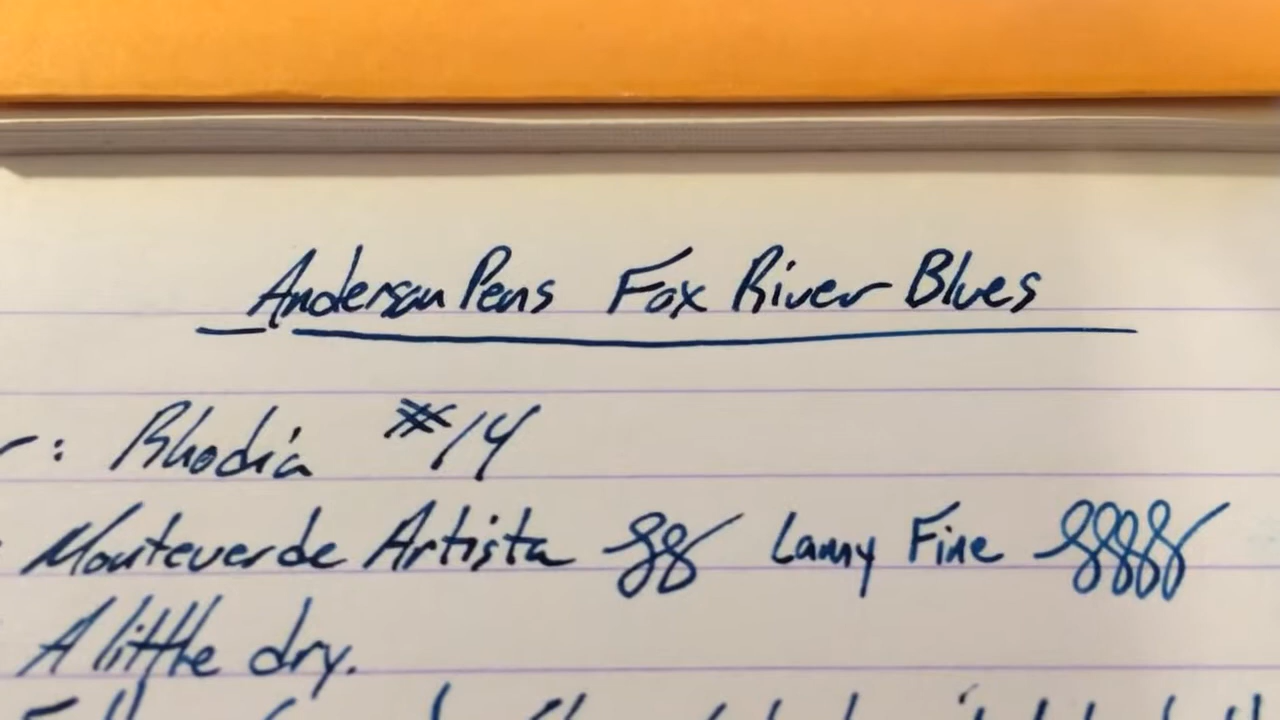 Anderson Pens Fox River Blues
: Rhodia #14
Monteverde Artista Lamy Fine
A little dry.